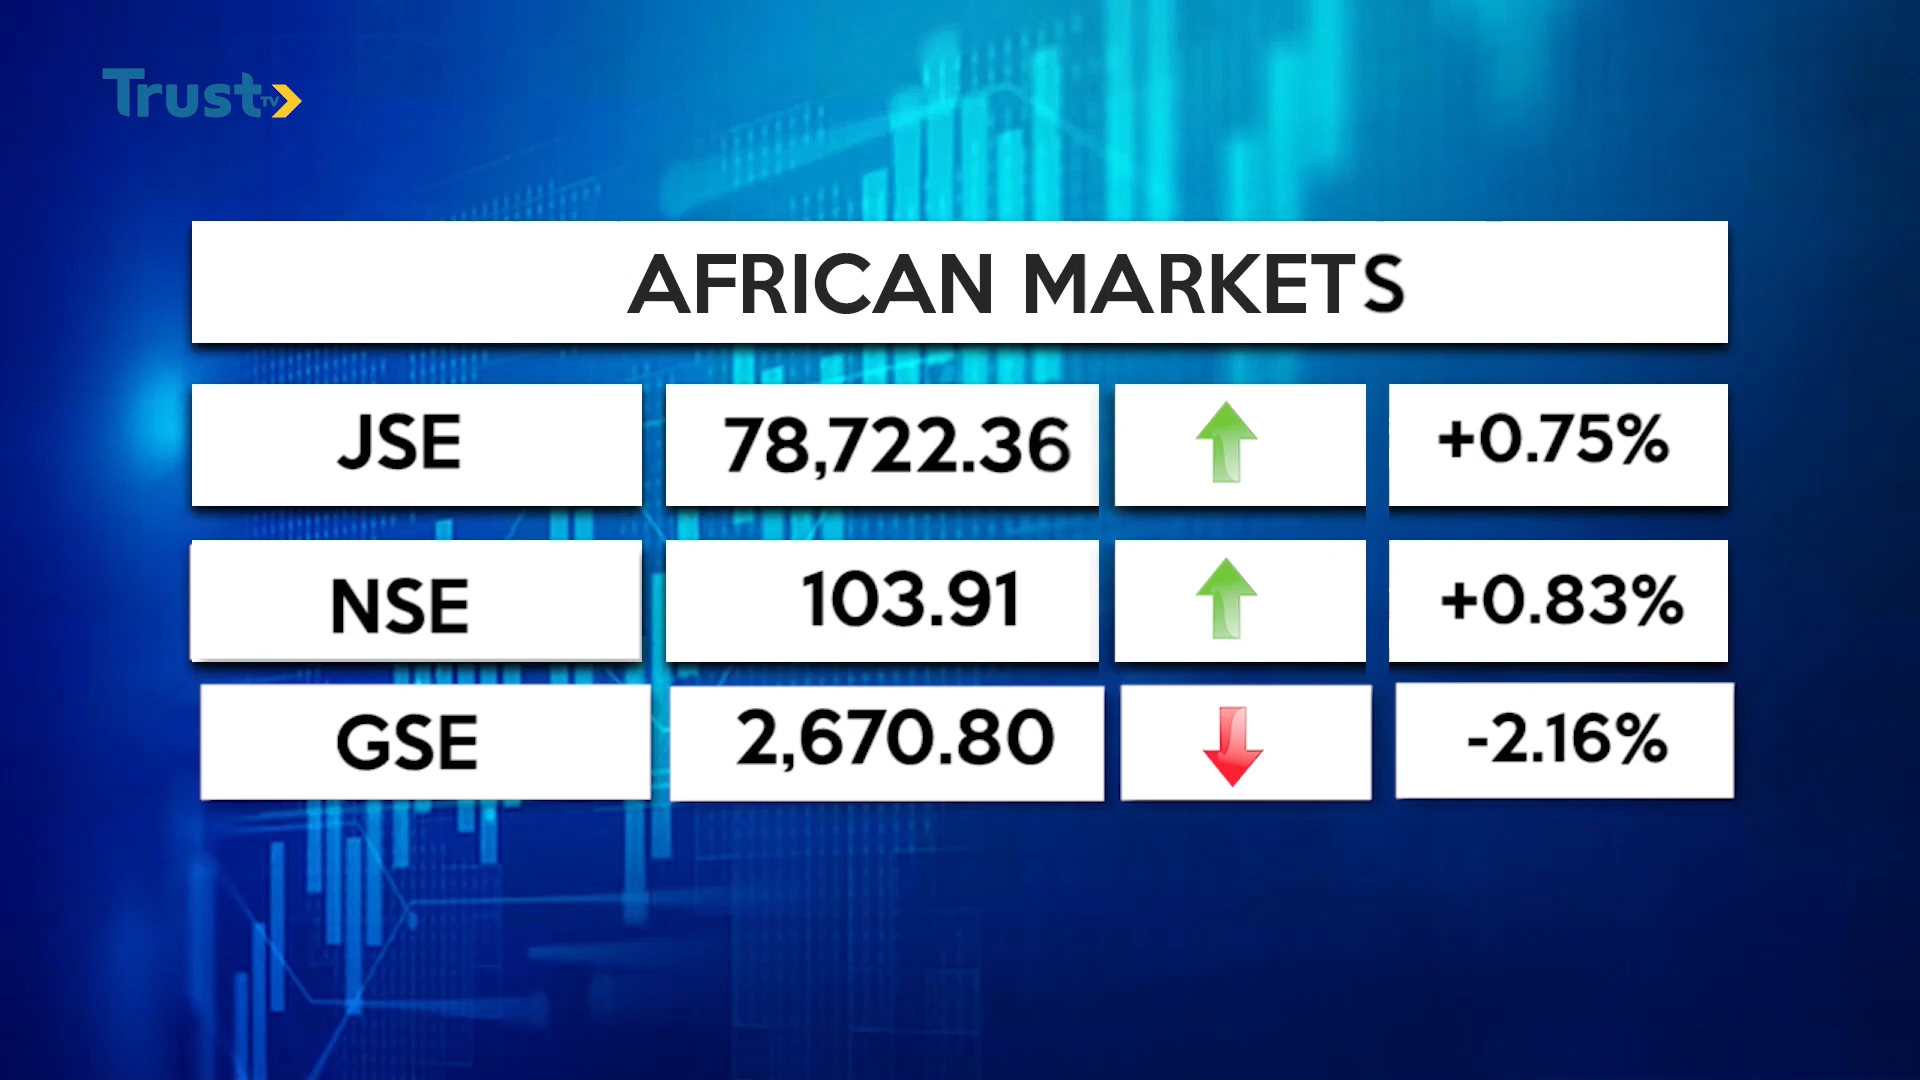 Trust TV
AFRICAN MARKETS
JSE 78,722.36 +0.75%
NSE 103.91 +0.83%
GSE 2,670.80 -2.16%